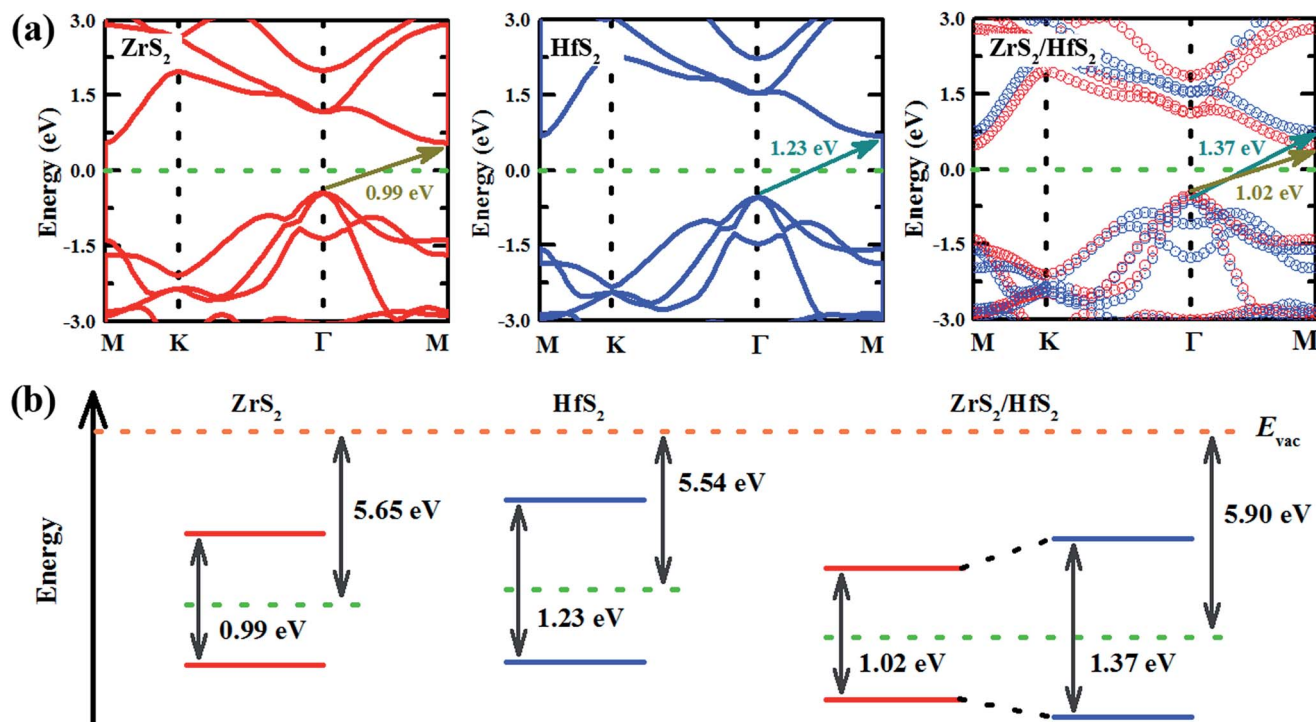 (a)
3.0
1.5
0.0
-1.5
-3.0
Energy (eV)
ZrS2
0.99 eV
M K Γ M
3.0
1.5
0.0
-1.5
-3.0
Energy (eV)
HfS2
1.23 eV
M K Γ M
3.0
1.5
0.0
-1.5
-3.0
Energy (eV)
ZrS2/HfS2
1.37 eV
1.02 eV
M K Γ M
(b)
Energy
ZrS2 HfS2 ZrS2/HfS2
Evac
5.65 eV
0.99 eV
5.54 eV
1.23 eV
5.90 eV
1.02 eV
1.37 eV